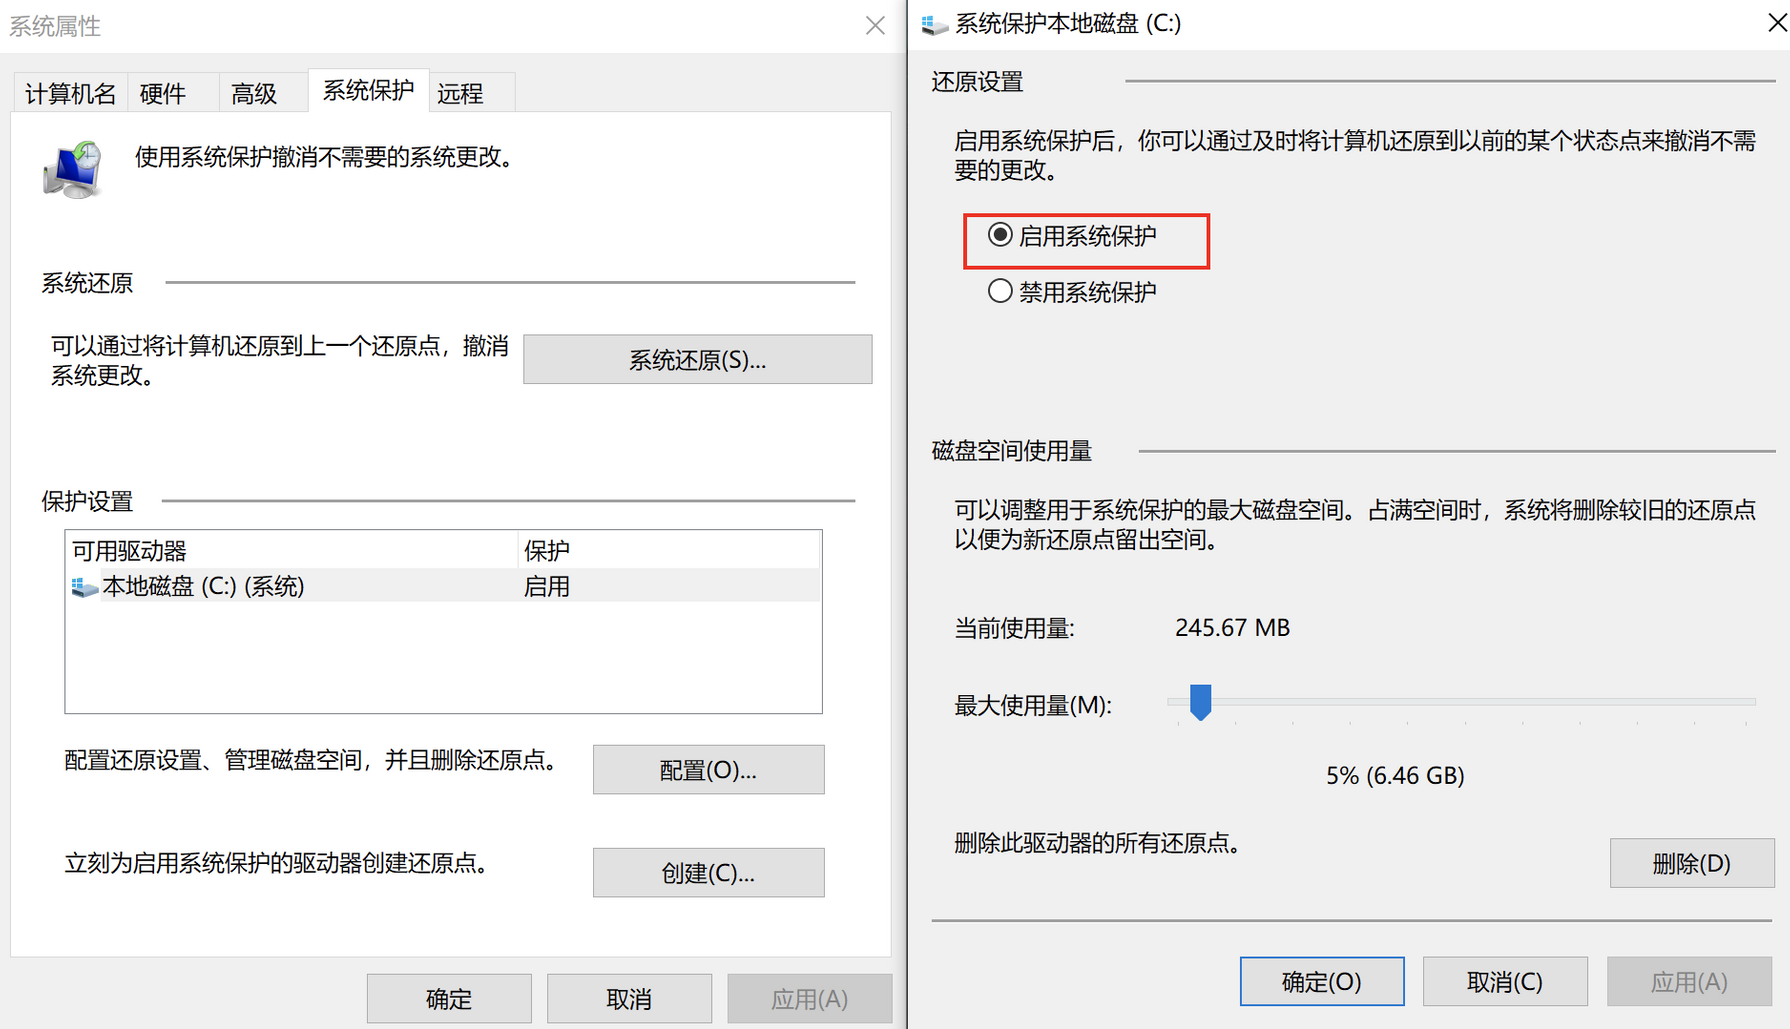 系统属性
计算机名
硬件
高级
系统保护
远程
使用系统保护撤消不需要的系统更改。
系统还原
可以通过将计算机还原到上一个还原点，撤消
系统更改。
系统还原(S)...
保护设置
可用驱动器
保护
本地磁盘 (C:) (系统)
启用
配置还原设置、管理磁盘空间，并且删除还原点。
配置(O)...
立刻为启用系统保护的驱动器创建还原点。
创建(C)...
确定
取消
应用(A)
系统保护本地磁盘 (C:)
还原设置
启用系统保护后，你可以通过及时将计算机还原到以前的某个状态点来撤消不需
要的更改。
启用系统保护
禁用系统保护
磁盘空间使用量
可以调整用于系统保护的最大磁盘空间。占满空间时，系统将删除较旧的还原点
以便为新还原点留出空间。
当前使用量:
245.67 MB
最大使用量(M):
5% (6.46 GB)
删除此驱动器的所有还原点。
删除(D)
确定(O)
取消(C)
应用(A)